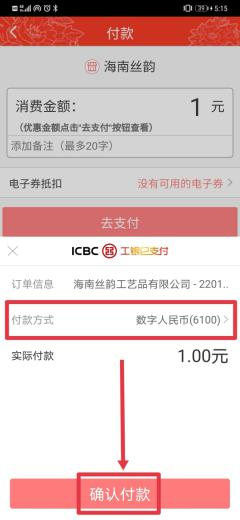 39 5:15
付款
海南丝韵
消费金额： 1 元
（优惠金额点击"去支付"按钮查看）
添加备注（最多20字）
电子券抵扣 没有可用的电子券
去支付
ICBC 工银e支付
订单信息 海南丝韵工艺品有限公司 - 2201..
付款方式 数字人民币(6100)
实际付款 1.00元
确认付款